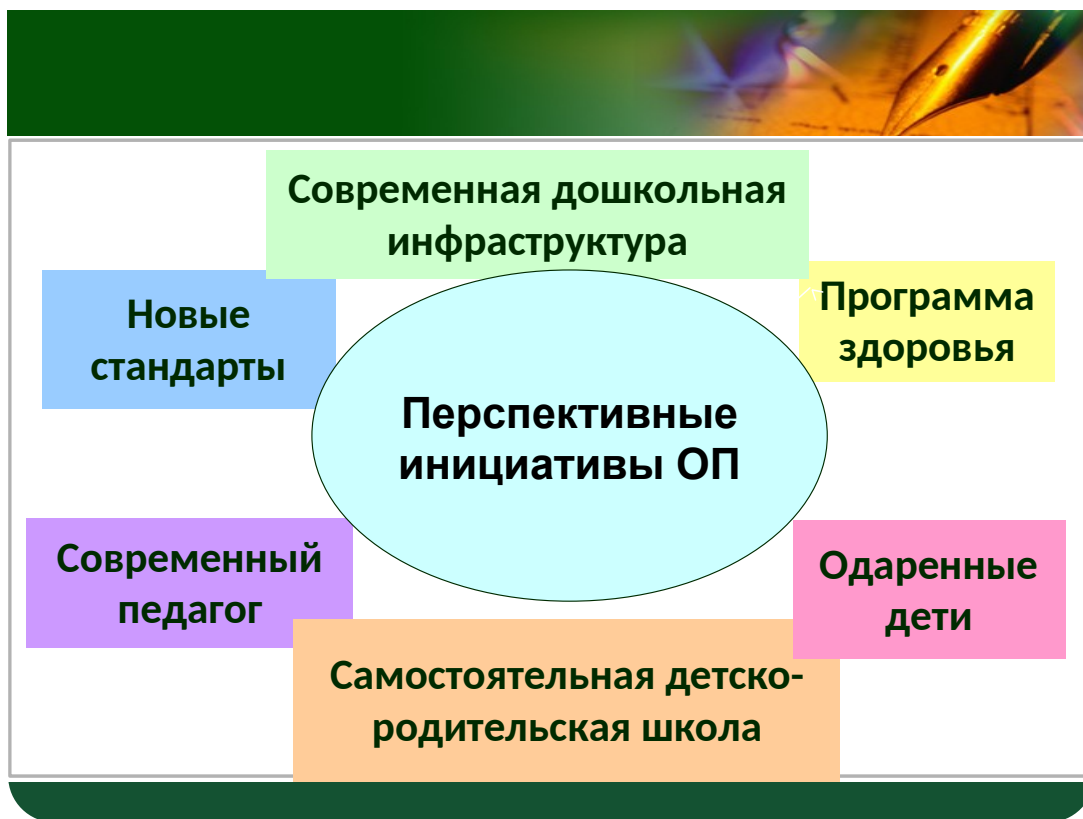 Современная дошкольная
инфраструктура
Новые
стандарты
Программа
здоровья
Перспективные
инициативы ОП
Современный
педагог
Одаренные
дети
Самостоятельная детско-
родительская школа